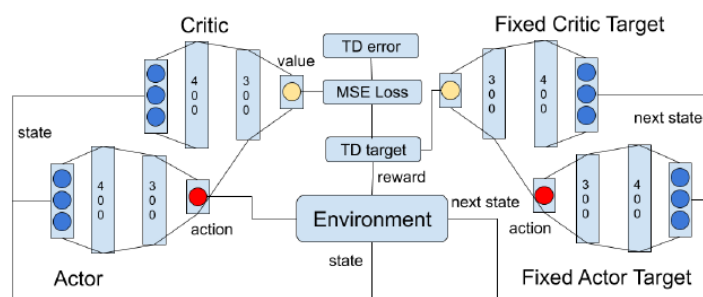 Critic
Fixed Critic Target
TD error
value
400
300
MSE Loss
300
400
state
TD target
next state
reward
400
300
Environment
next state
300
400
action
action
state
Actor
Fixed Actor Target